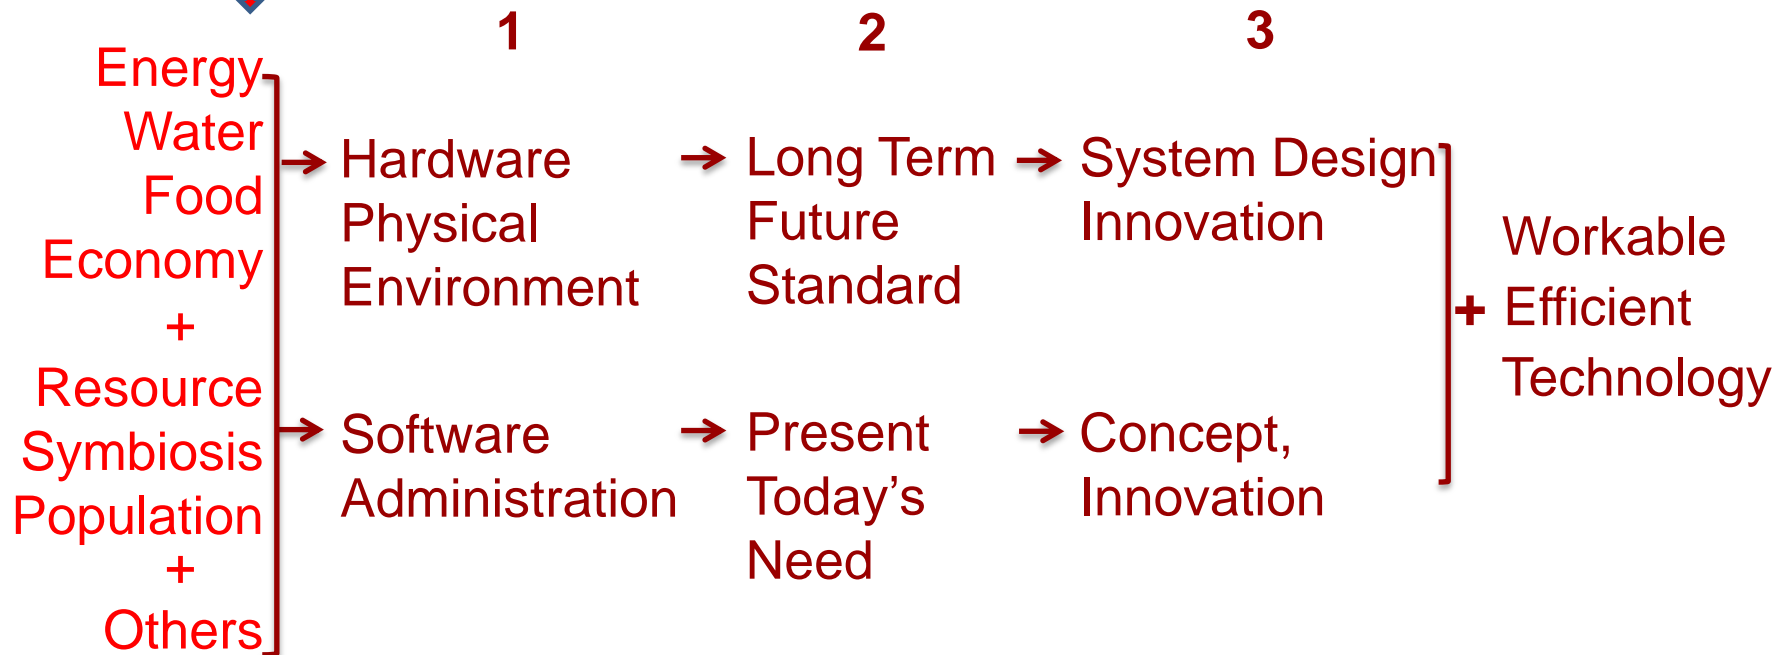 1
2
3
Energy
Water
Food
Economy
+
Resource
Symbiosis
Population
+
Others
Hardware
Physical
Environment
Long Term
Future
Standard
System Design
Innovation
Software
Administration
Present
Today’s
Need
Concept,
Innovation
+
Workable
Efficient
Technology